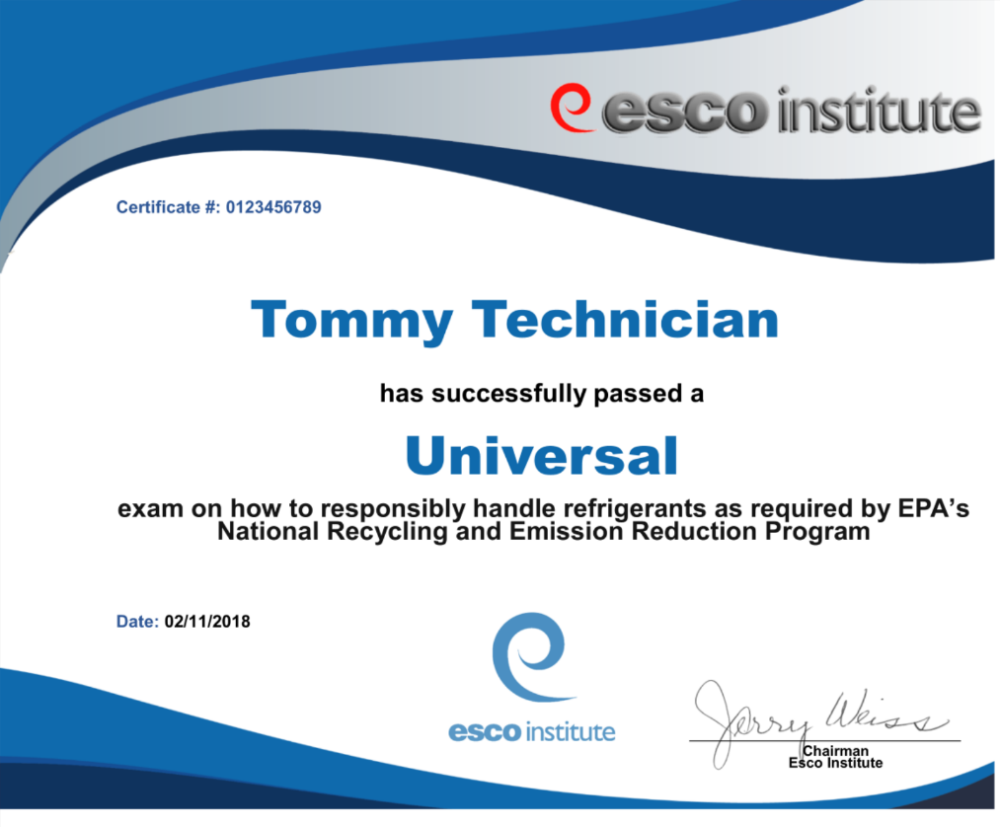 esco institute
Certificate #: 0123456789
Tommy Technician
has successfully passed a
Universal
exam on how to responsibly handle refrigerants as required by EPA’s
National Recycling and Emission Reduction Program
Date: 02/11/2018
esco institute
Jerry Weiss
Chairman
Esco Institute